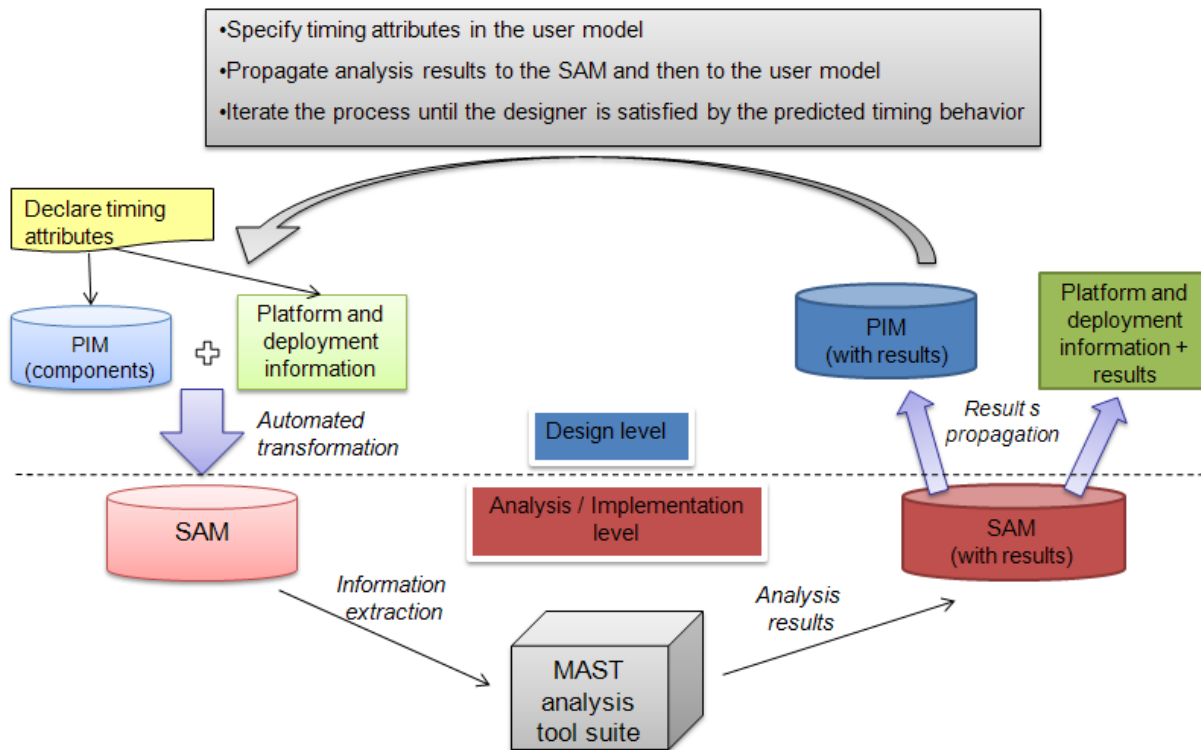 •Specify timing attributes in the user model
•Propagate analysis results to the SAM and then to the user model
•Iterate the process until the designer is satisfied by the predicted timing behavior
Declare timing
attributes
PIM
(components)
Platform and
deployment
information
PIM
(with results)
Platform and
deployment
information +
results
Automated
transformation
Design level
Result s
propagation
SAM
Analysis / Implementation
level
SAM
(with results)
Information
extraction
Analysis
results
MAST
analysis
tool suite